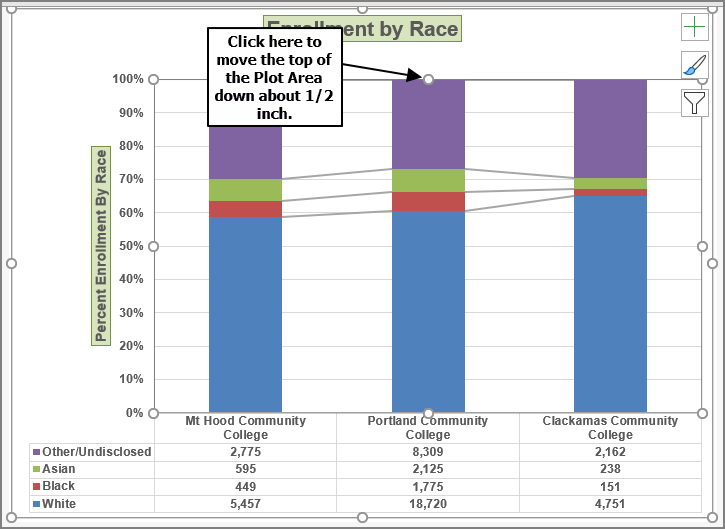 Enrollment by Race
Click here to
move the top of
the Plot Area
down about 1/2
inch.
Percent Enrollment By Race
100%
90%
80%
70%
60%
50%
40%
30%
20%
10%
0%
Mt Hood Community College
Portland Community College
Clackamas Community College
Other/Undisclosed 2,775 8,309 2,162
Asian 595 2,125 238
Black 449 1,775 151
White 5,457 18,720 4,751